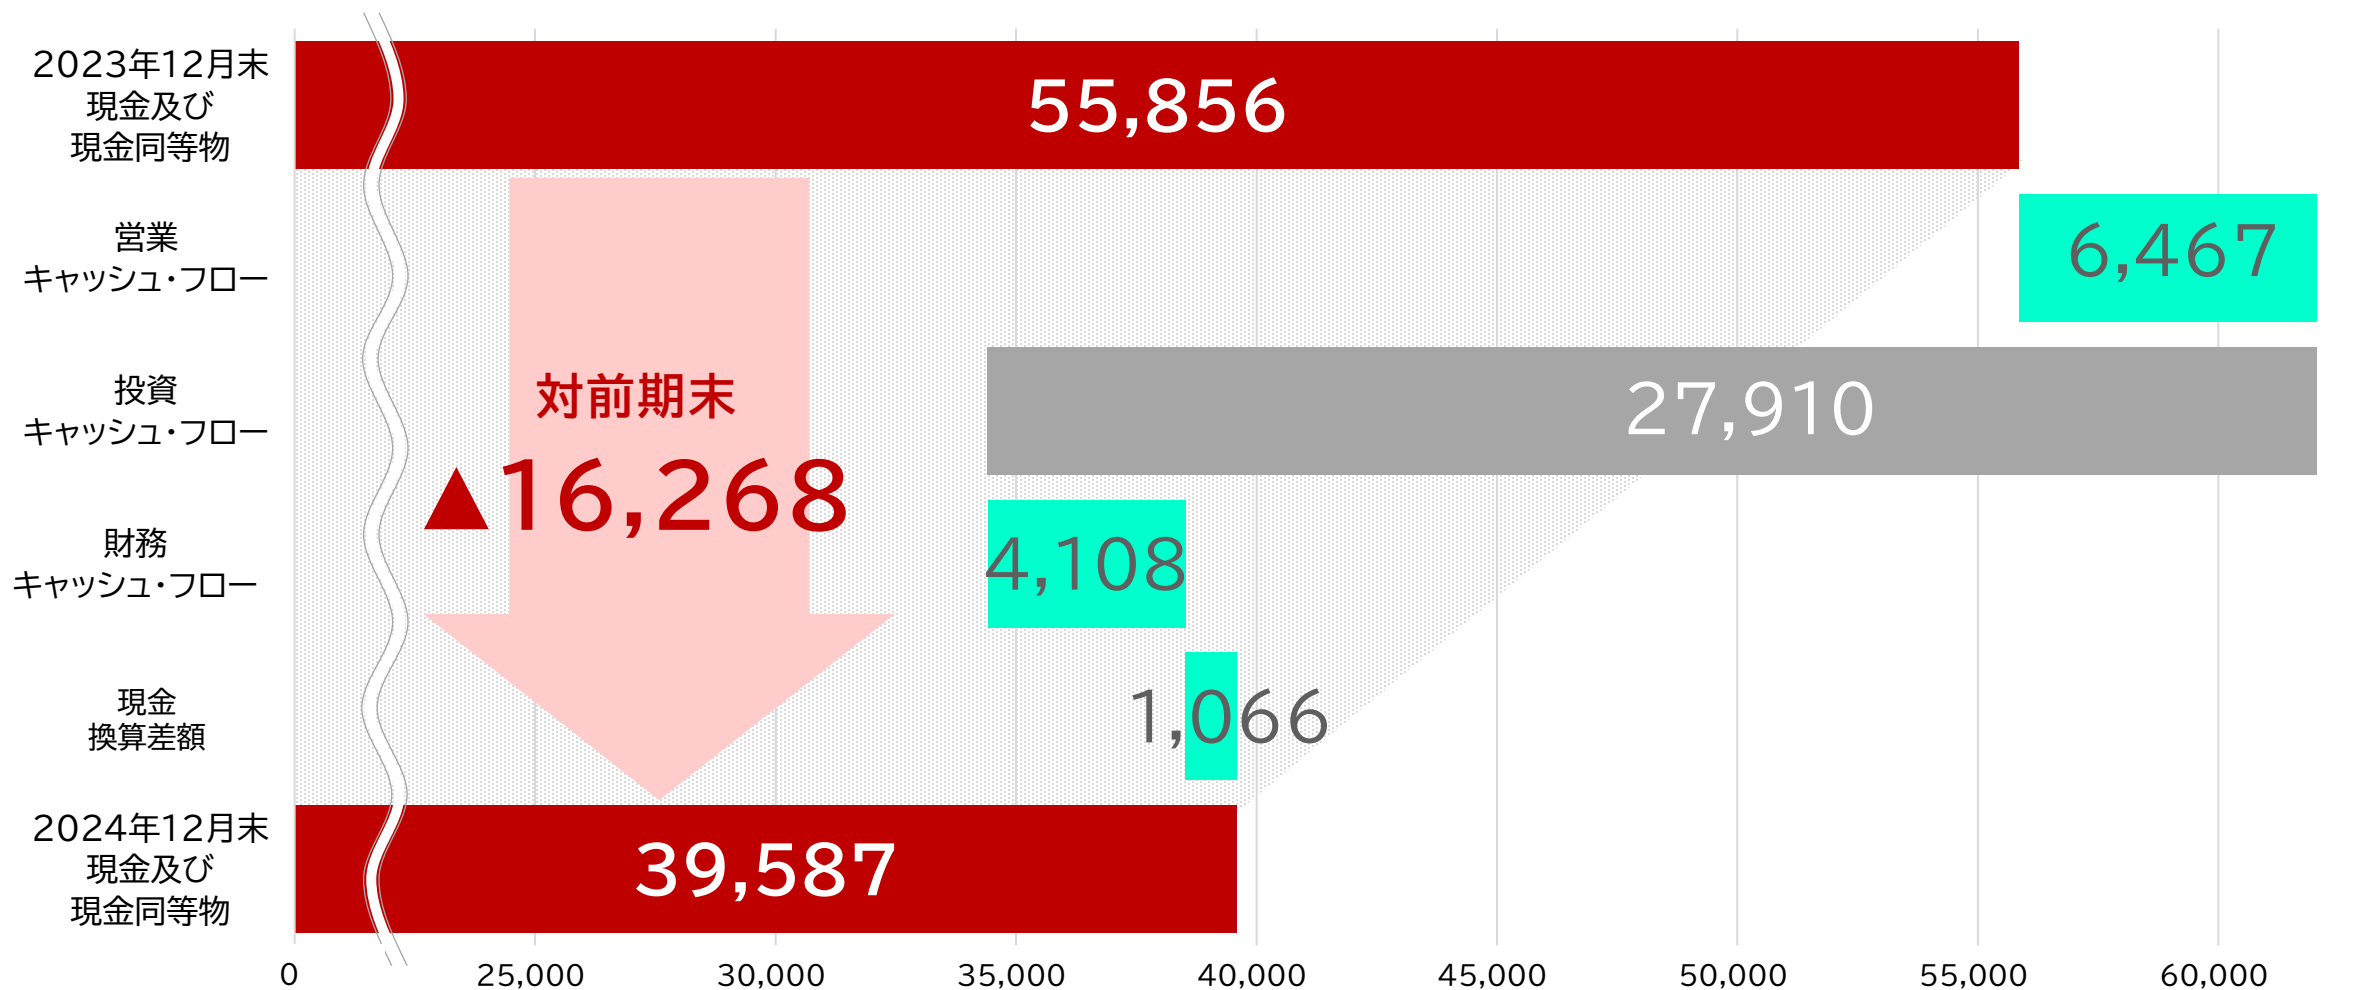 2023年12月末
現金及び
現金同等物
55,856
営業
キャッシュ・フロー
6,467
投資
キャッシュ・フロー
27,910
対前期末
▲16,268
財務
キャッシュ・フロー
4,108
現金
換算差額
1,066
2024年12月末
現金及び
現金同等物
39,587
0 25,000 30,000 35,000 40,000 45,000 50,000 55,000 60,000